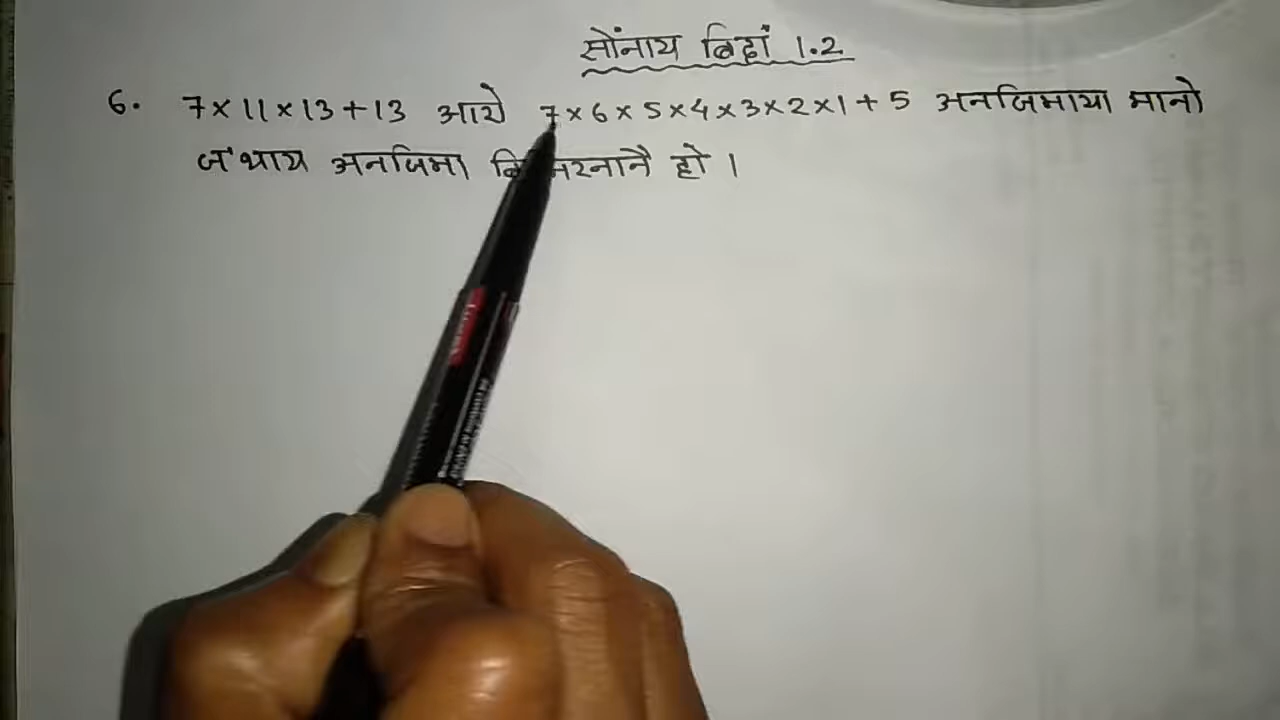 सोंनाय बिदां 1.2
6. 7×11×13+13 आरो 7×6×5×4×3×2×1+5 अनजिमाया मानो
ज'थाय अनजिमा हो।